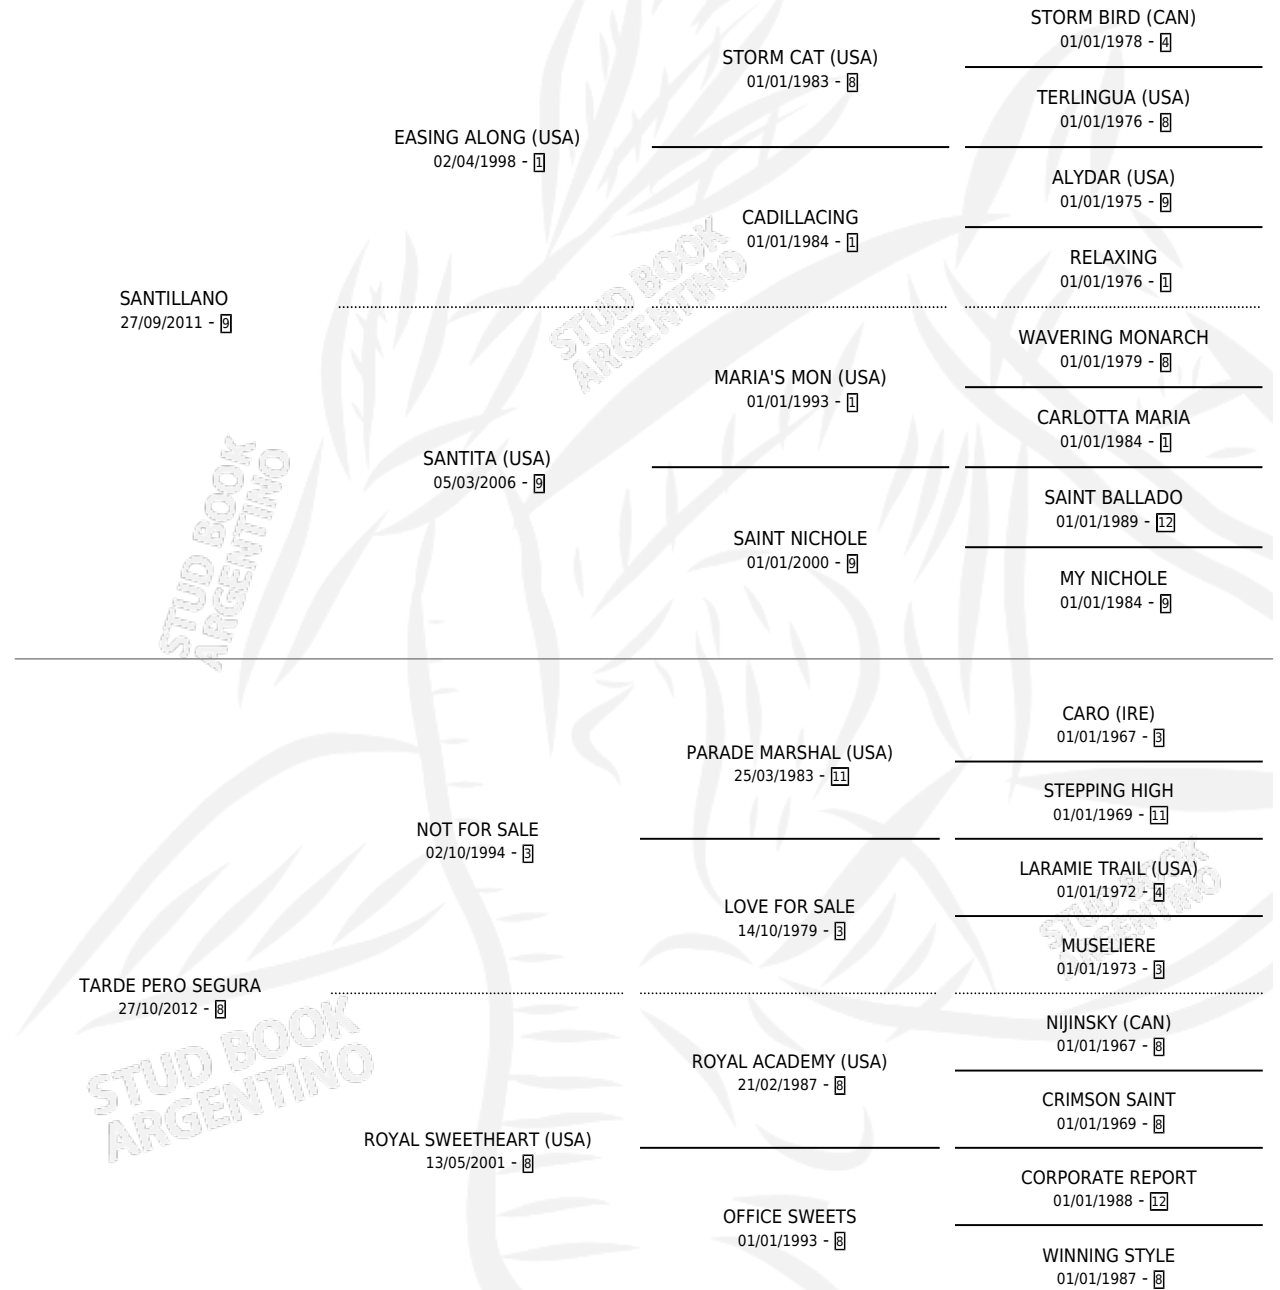 STORM BIRD (CAN)
01/01/1978 - 4
STORM CAT (USA)
01/01/1983 - 8
TERLINGUA (USA)
01/01/1976 - 8
EASING ALONG (USA)
02/04/1998 - 1
ALYDAR (USA)
01/01/1975 - 9
CADILLACING
01/01/1984 - 1
RELAXING
01/01/1976 - 1
SANTILLANO
27/09/2011 - 9
WAVERING MONARCH
01/01/1979 - 8
MARIA'S MON (USA)
01/01/1993 - 1
CARLOTTA MARIA
01/01/1984 - 1
SANTITA (USA)
05/03/2006 - 9
SAINT BALLADO
01/01/1989 - 12
SAINT NICHOLE
01/01/2000 - 9
MY NICHOLE
01/01/1984 - 9
CARO (IRE)
01/01/1967 - 3
PARADE MARSHAL (USA)
25/03/1983 - 11
STEPPING HIGH
01/01/1969 - 11
NOT FOR SALE
02/10/1994 - 3
LARAMIE TRAIL (USA)
01/01/1972 - 4
LOVE FOR SALE
14/10/1979 - 3
MUSELIERE
01/01/1973 - 3
TARDE PERO SEGURA
27/10/2012 - 8
NIJINSKY (CAN)
01/01/1967 - 8
ROYAL ACADEMY (USA)
21/02/1987 - 8
CRIMSON SAINT
01/01/1969 - 8
ROYAL SWEETHEART (USA)
13/05/2001 - 8
CORPORATE REPORT
01/01/1988 - 12
OFFICE SWEETS
01/01/1993 - 8
WINNING STYLE
01/01/1987 - 8
STUD BOOK
ARGENTINO
STUD BOOK
ARGENTINO
STUD BOOK
ARGENTINO
STUD BOOK
ARGENTINO